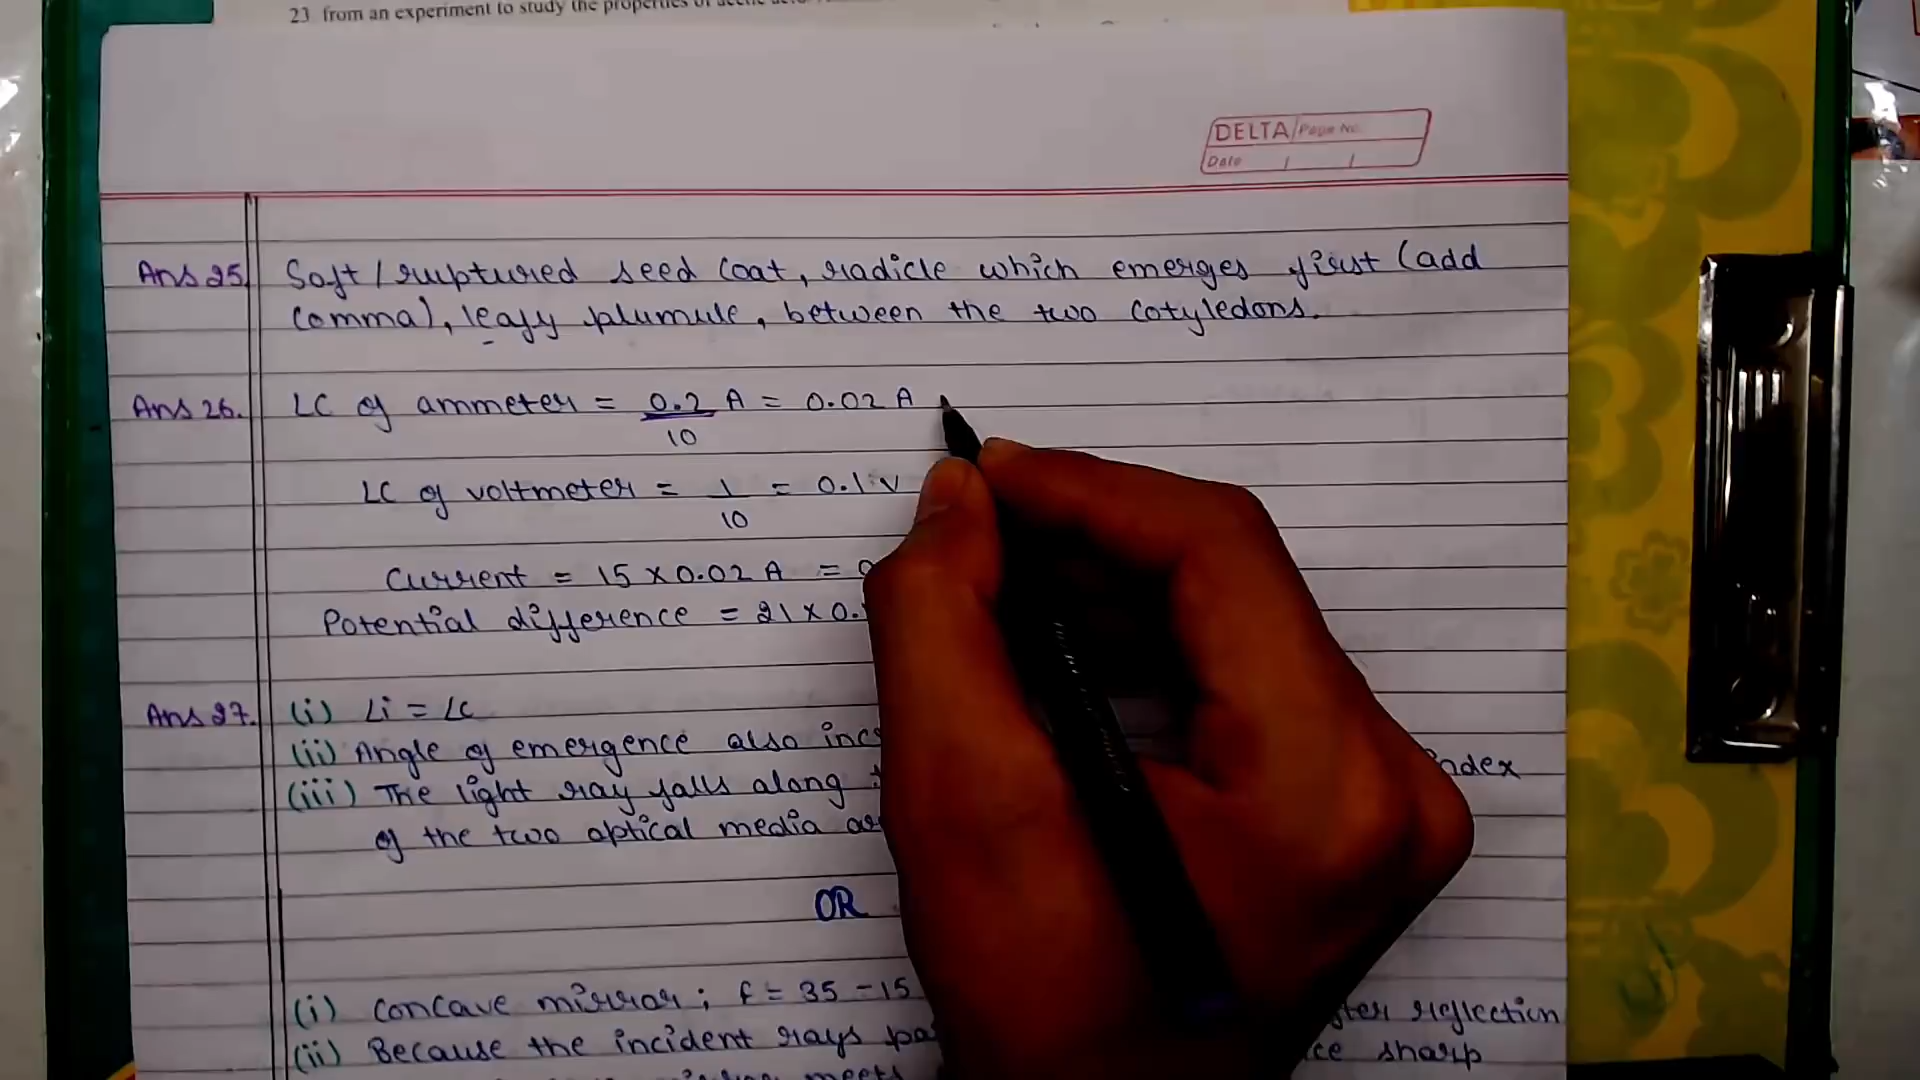 23 from an experiment to study the properties of
DELTA Page No.
Date / /
Ans 25. Soft / ruptured seed coat, radicle which emerges first (add
comma), leafy plumule, between the two cotyledons.
Ans 26. LC of ammeter = 0.2/10 A = 0.02 A
LC of voltmeter = 1/10 = 0.1 V
Current = 15 × 0.02 A =
Potential difference = 21 × 0.
Ans 27. (i) ∠i = ∠c
(ii) Angle of emergence also
(iii) The light ray falls along index
of the two optical media
OR
(i) Concave mirror ; f = 35 - 15 reflection
(ii) Because the incident rays sharp
meets